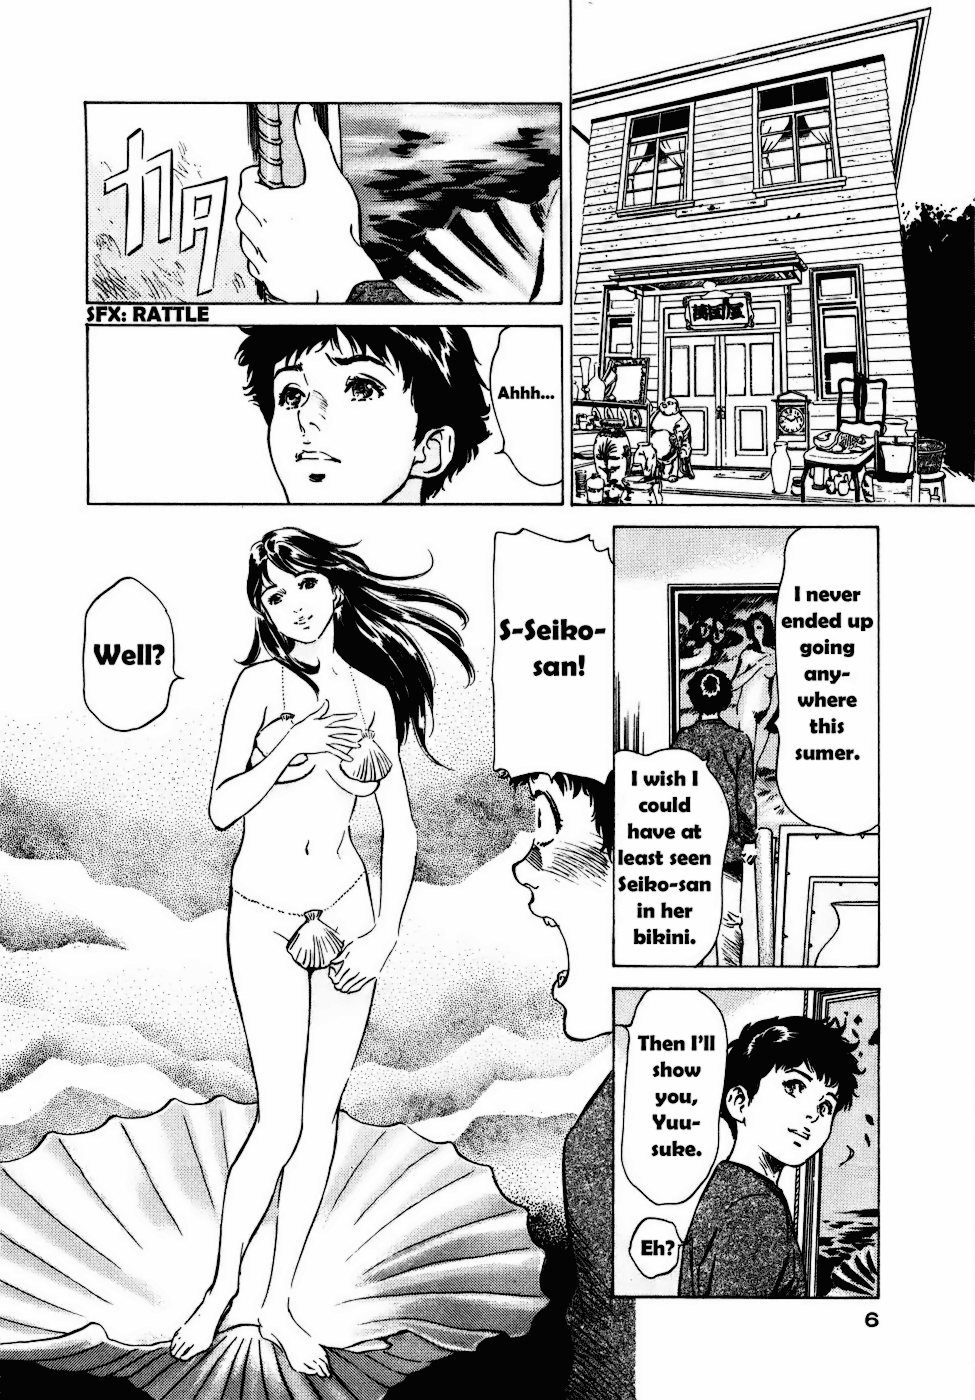 カタ
SFX: RATTLE
Ahhh...
I never
ended up
going
any-
where
this
sumer.
I wish I
could
have at
least seen
Seiko-san
in her
bikini.
Then I'll
show
you,
Yuu-
suke.
Eh?
S-Seiko-
san!
Well?
6